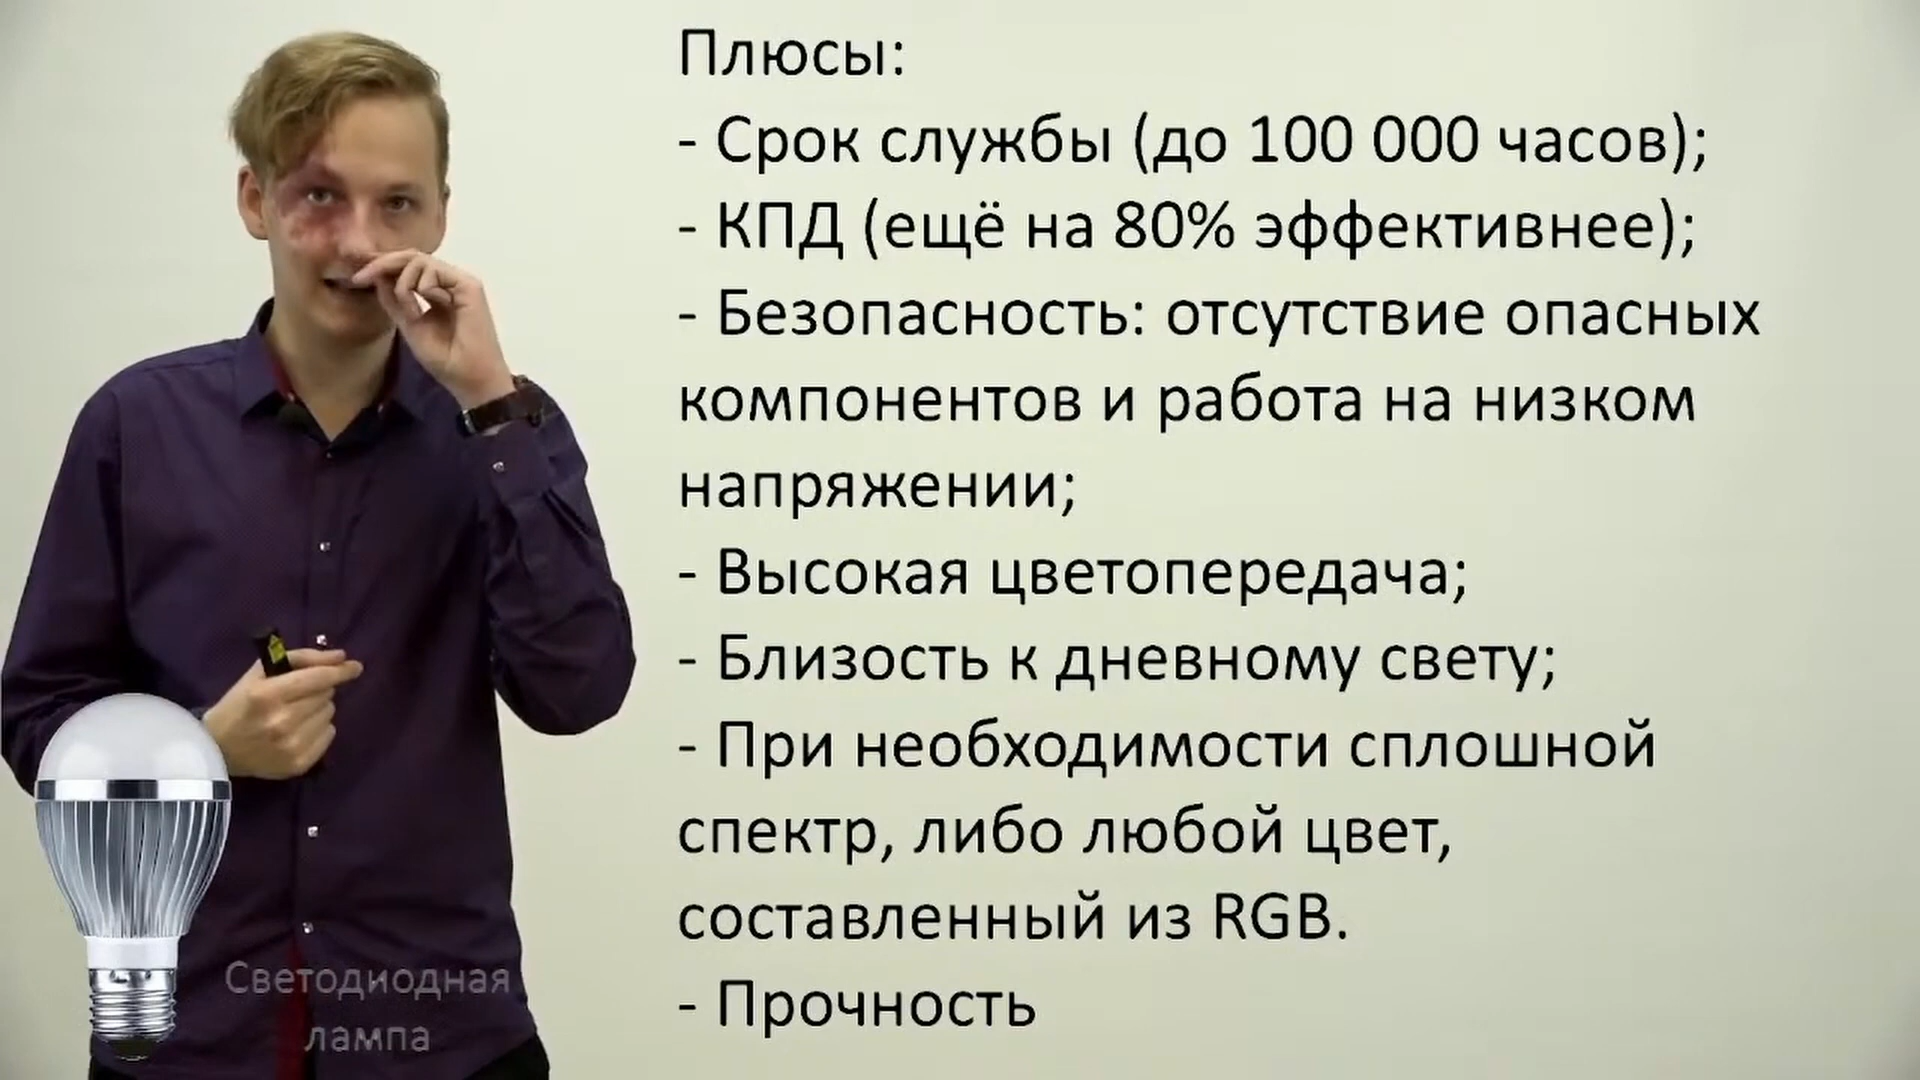 Плюсы:
- Срок службы (до 100 000 часов);
- КПД (ещё на 80% эффективнее);
- Безопасность: отсутствие опасных
компонентов и работа на низком
напряжении;
- Высокая цветопередача;
- Близость к дневному свету;
- При необходимости сплошной
спектр, либо любой цвет,
составленный из RGB.
- Прочность
Светодиодная
лампа